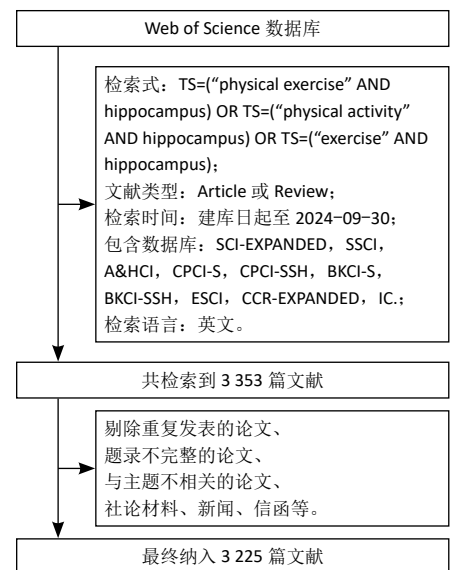 Web of Science 数据库
检索式：TS=(“physical exercise” AND
hippocampus) OR TS=(“physical activity”
AND hippocampus) OR TS=(“exercise” AND
hippocampus)；
文献类型：Article 或 Review；
检索时间：建库日起至 2024−09−30；
包含数据库：SCI-EXPANDED，SSCI，
A&HCI，CPCI-S，CPCI-SSH，BKCI-S，
BKCI-SSH，ESCI，CCR-EXPANDED，IC.；
检索语言：英文。
共检索到 3 353 篇文献
剔除重复发表的论文、
题录不完整的论文、
与主题不相关的论文、
社论材料、新闻、信函等。
最终纳入 3 225 篇文献